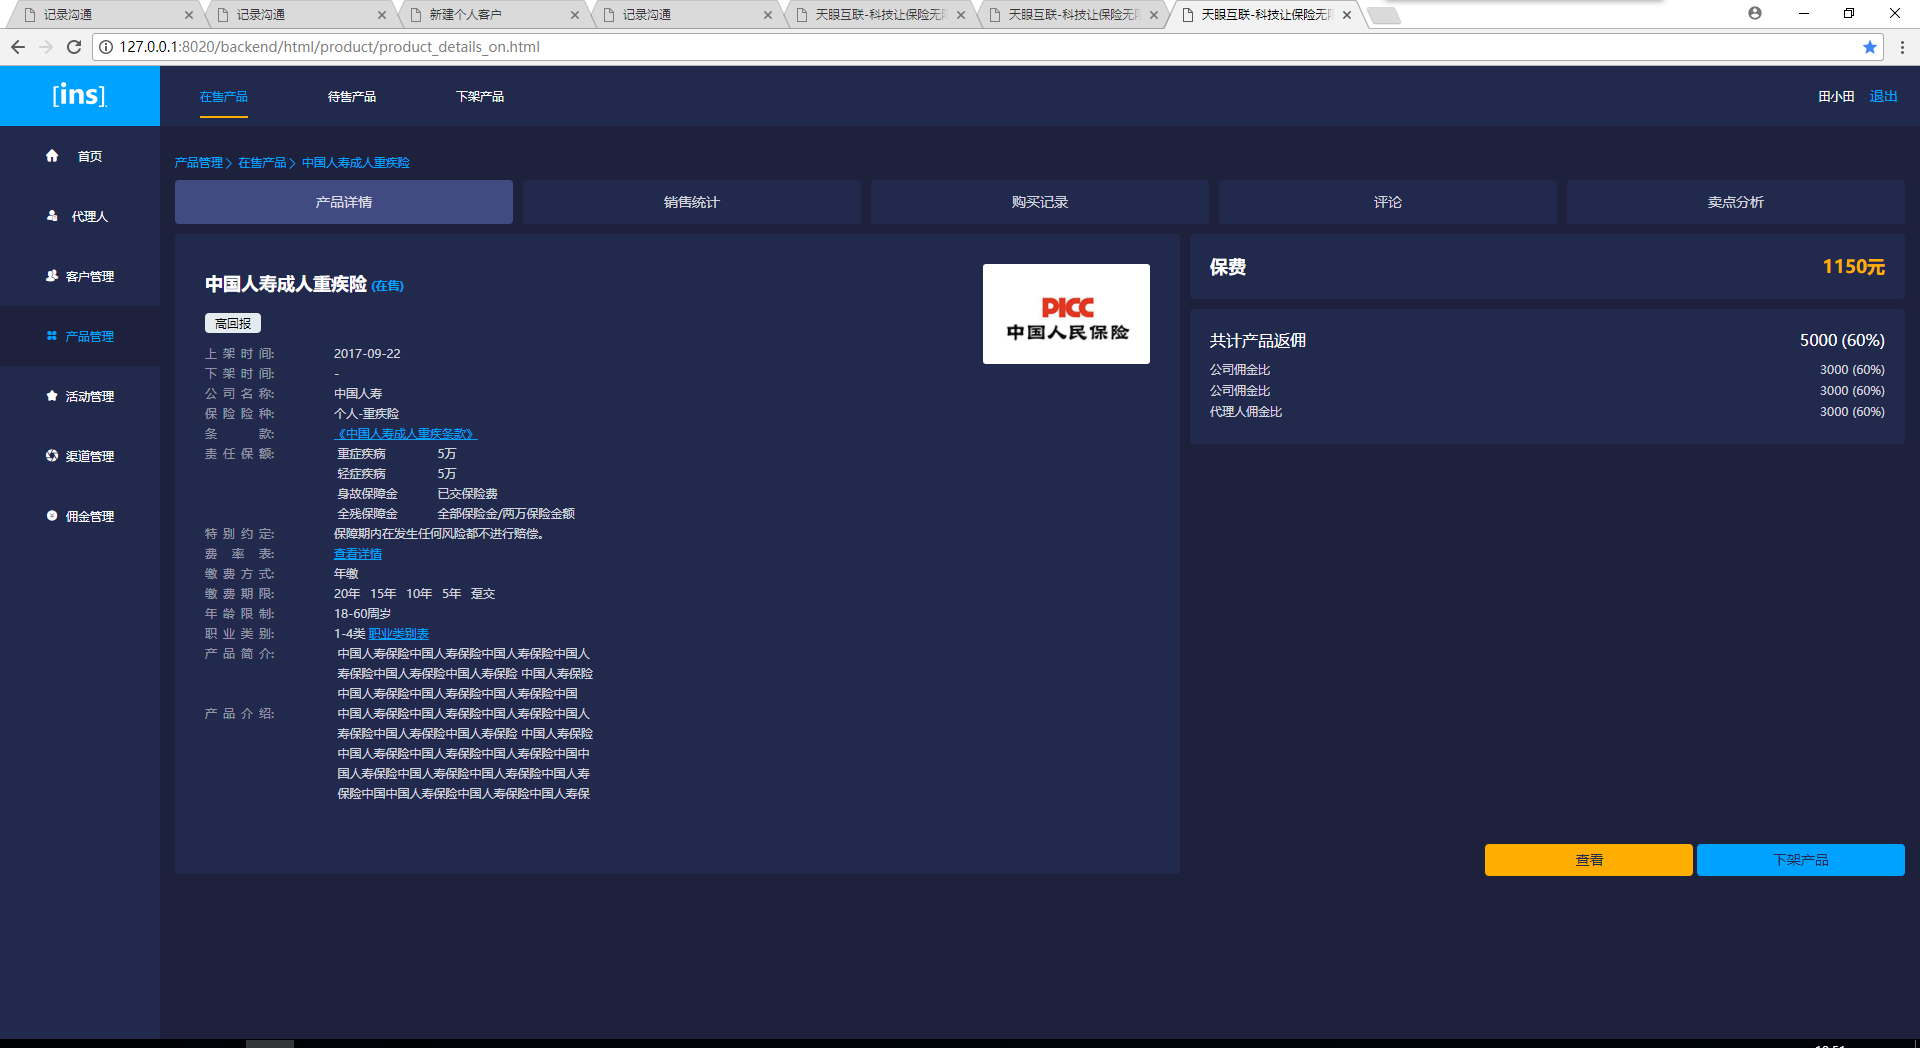 记录沟通
记录沟通
新建个人客户
记录沟通
天眼互联-科技让保险无
天眼互联-科技让保险无
天眼互联-科技让保险无
127.0.0.1:8020/backend/html/product/product_details_on.html
[ins]
在售产品 待售产品 下架产品
田小田 退出
首页
代理人
客户管理
产品管理
活动管理
渠道管理
佣金管理
产品管理 > 在售产品 > 中国人寿成人重疾险
产品详情 销售统计 购买记录 评论 卖点分析
中国人寿成人重疾险 (在售)
高回报
PICC
中国人民保险
上架时间: 2017-09-22
下架时间: -
公司名称: 中国人寿
保险险种: 个人-重疾险
条款: 《中国人寿成人重疾条款》
责任保额: 重症疾病 5万
轻症疾病 5万
身故保障金 已交保险费
全残保障金 全部保险金/两万保险金额
特别约定: 保障期内在发生任何风险都不进行赔偿。
费率表: 查看详情
缴费方式: 年缴
缴费期限: 20年 15年 10年 5年 趸交
年龄限制: 18-60周岁
职业类别: 1-4类 职业类别表
产品简介: 中国人寿保险中国人寿保险中国人寿保险中国人
寿保险中国人寿保险中国人寿保险 中国人寿保险
中国人寿保险中国人寿保险中国人寿保险中国
产品介绍: 中国人寿保险中国人寿保险中国人寿保险中国人
寿保险中国人寿保险中国人寿保险 中国人寿保险
中国人寿保险中国人寿保险中国人寿保险中国中
国人寿保险中国人寿保险中国人寿保险中国人寿
保险中国中国人寿保险中国人寿保险中国人寿保
保费 1150元
共计产品返佣 5000 (60%)
公司佣金比 3000 (60%)
公司佣金比 3000 (60%)
代理人佣金比 3000 (60%)
查看 下架产品